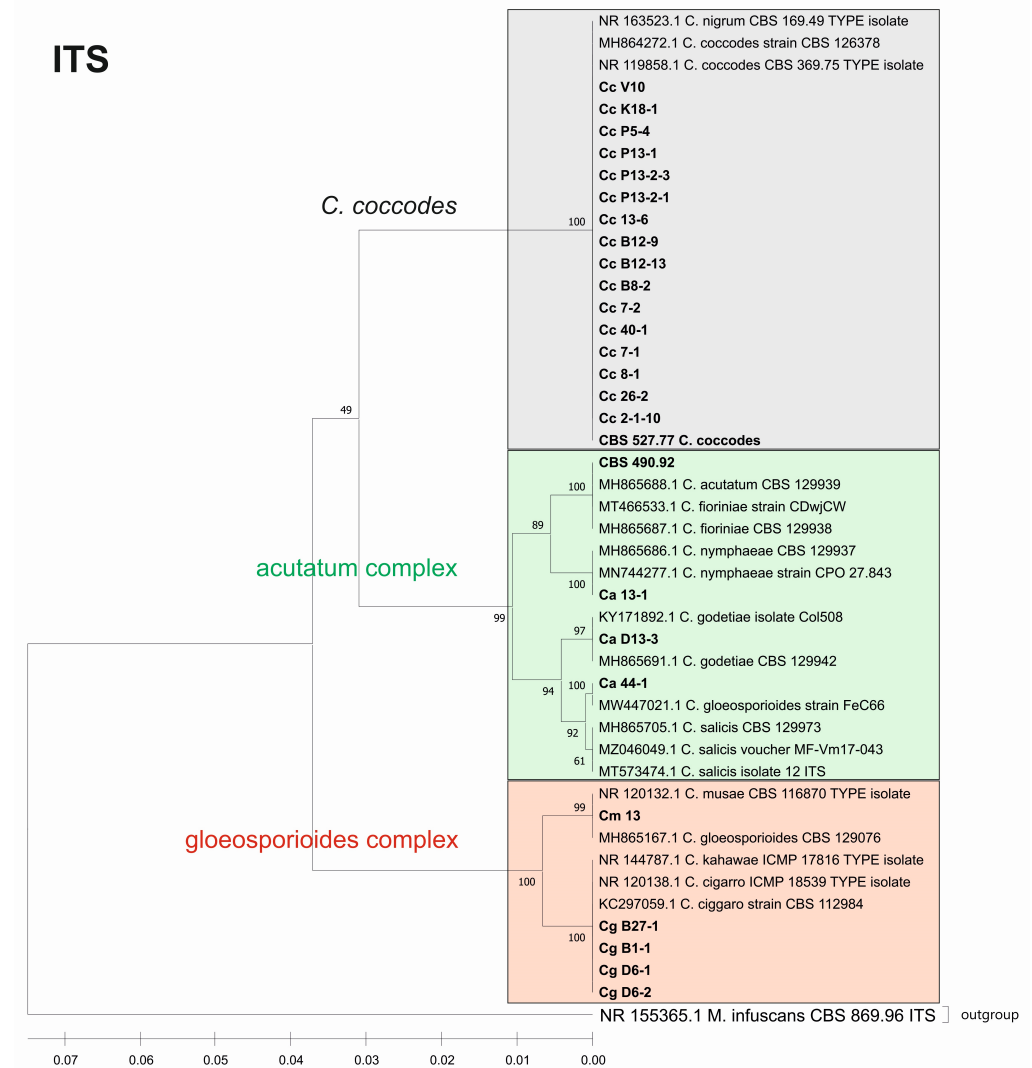 ITS
NR 163523.1 C. nigrum CBS 169.49 TYPE isolate
MH864272.1 C. coccodes strain CBS 126378
NR 119858.1 C. coccodes CBS 369.75 TYPE isolate
Cc V10
Cc K18-1
Cc P5-4
Cc P13-1
Cc P13-2-3
Cc P13-2-1
C. coccodes
100
Cc 13-6
Cc B12-9
Cc B12-13
Cc B8-2
Cc 7-2
Cc 40-1
Cc 7-1
Cc 8-1
Cc 26-2
49
Cc 2-1-10
CBS 527.77 C. coccodes
CBS 490.92
100
MH865688.1 C. acutatum CBS 129939
MT466533.1 C. fioriniae strain CDwjCW
89
MH865687.1 C. fioriniae CBS 129938
MH865686.1 C. nymphaeae CBS 129937
acutatum complex
MN744277.1 C. nymphaeae strain CPO 27.843
100
Ca 13-1
99
KY171892.1 C. godetiae isolate Col508
97
Ca D13-3
MH865691.1 C. godetiae CBS 129942
94
100
Ca 44-1
MW447021.1 C. gloeosporioides strain FeC66
92
MH865705.1 C. salicis CBS 129973
MZ046049.1 C. salicis voucher MF-Vm17-043
61
MT573474.1 C. salicis isolate 12 ITS
NR 120132.1 C. musae CBS 116870 TYPE isolate
99
Cm 13
gloeosporioides complex
MH865167.1 C. gloeosporioides CBS 129076
NR 144787.1 C. kahawae ICMP 17816 TYPE isolate
100
NR 120138.1 C. cigarro ICMP 18539 TYPE isolate
KC297059.1 C. ciggaro strain CBS 112984
Cg B27-1
100
Cg B1-1
Cg D6-1
Cg D6-2
NR 155365.1 M. infuscans CBS 869.96 ITS
outgroup
0.07 0.06 0.05 0.04 0.03 0.02 0.01 0.00